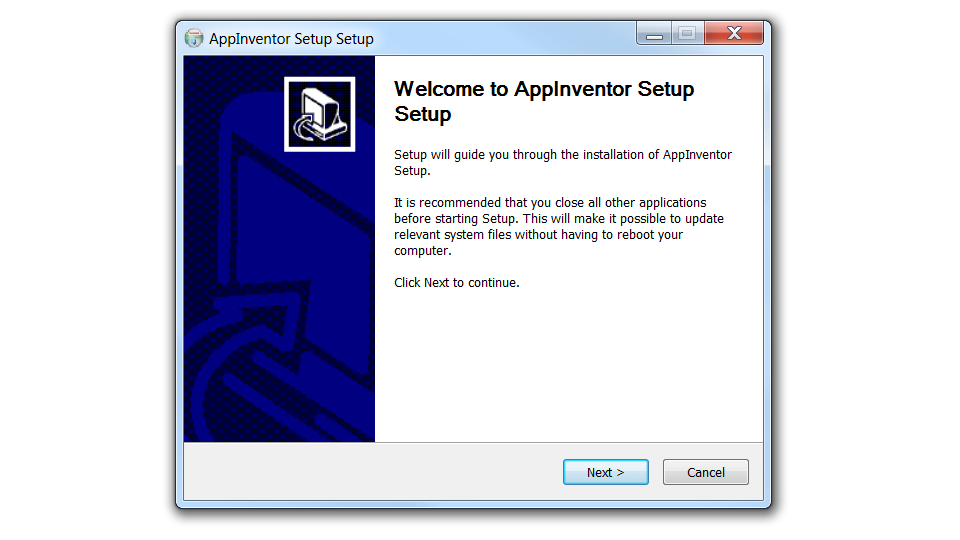 AppInventor Setup Setup
Welcome to AppInventor Setup
Setup
Setup will guide you through the installation of AppInventor
Setup.
It is recommended that you close all other applications
before starting Setup. This will make it possible to update
relevant system files without having to reboot your
computer.
Click Next to continue.
Next >
Cancel